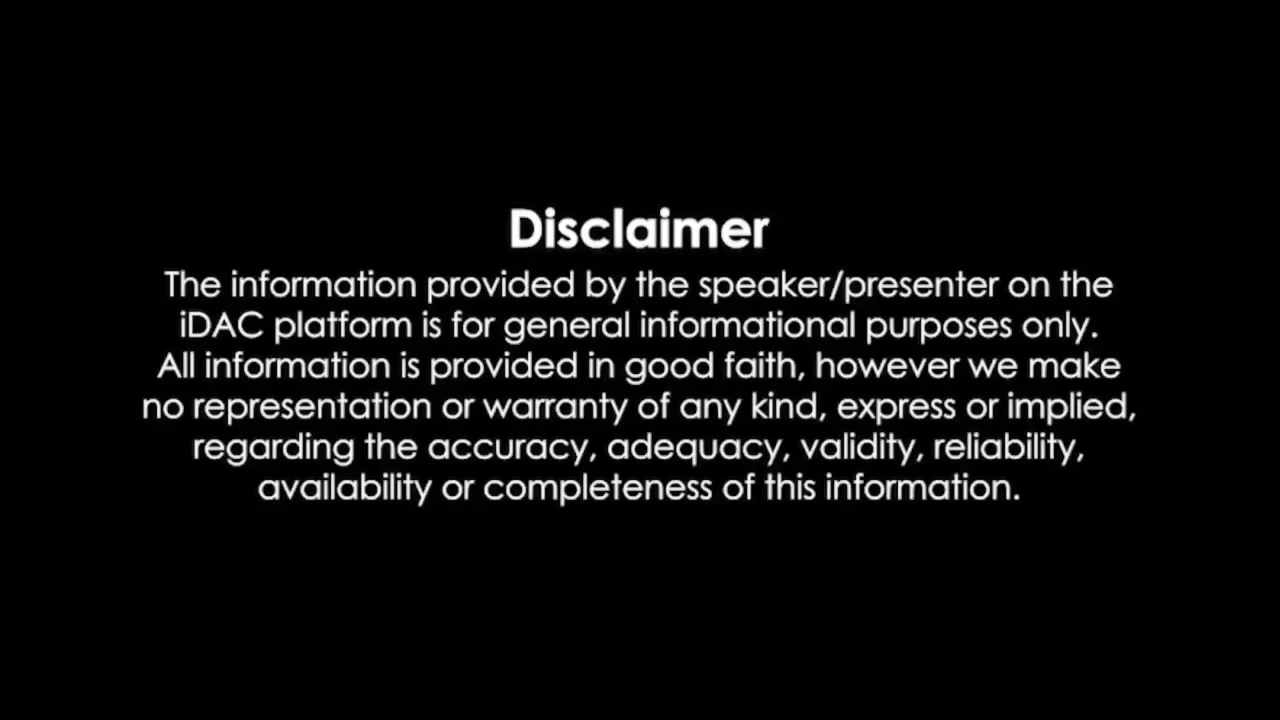 Disclaimer
The information provided by the speaker/presenter on the
iDAC platform is for general informational purposes only.
All information is provided in good faith, however we make
no representation or warranty of any kind, express or implied,
regarding the accuracy, adequacy, validity, reliability,
availability or completeness of this information.